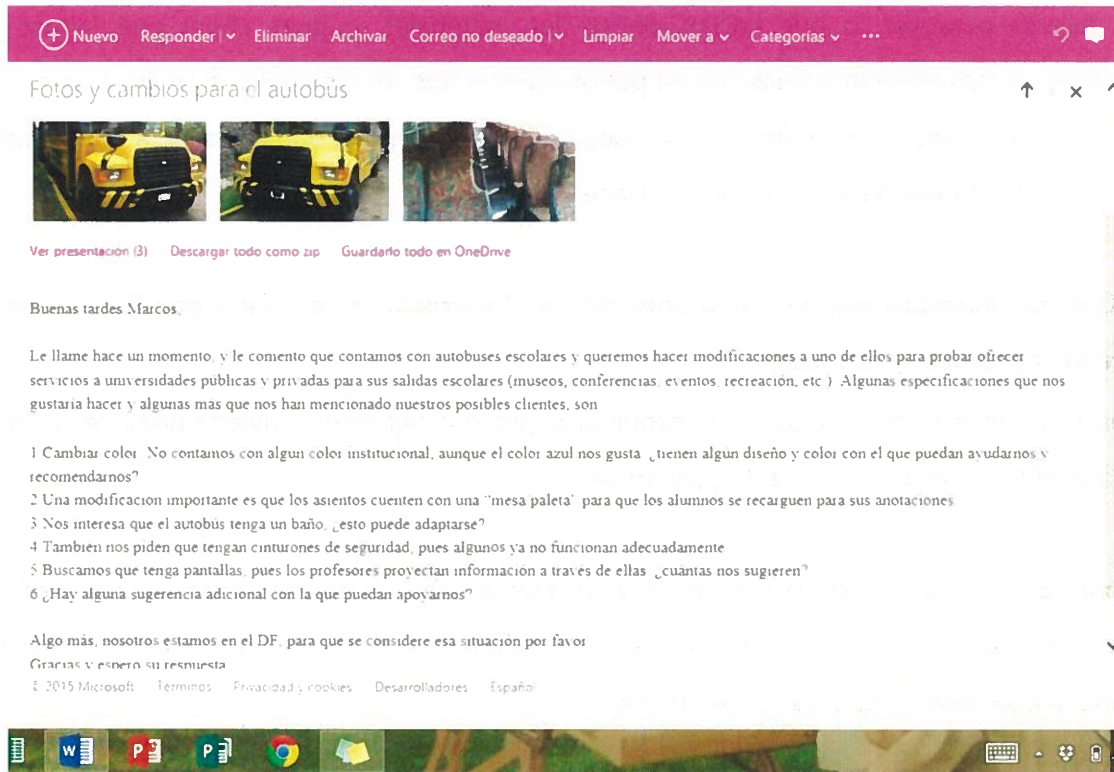 Nuevo Responder Eliminar Archivar Correo no deseado Limpiar Mover a Categorías ...
Fotos y cambios para el autobús
Ver presentación (3) Descargar todo como zip Guardarlo todo en OneDrive
Buenas tardes Marcos,
Le llame hace un momento, y le comento que contamos con autobuses escolares y queremos hacer modificaciones a uno de ellos para probar ofrecer
servicios a universidades públicas y privadas para sus salidas escolares (museos, conferencias, eventos, recreación, etc.) Algunas especificaciones que nos
gustaría hacer y algunas más que nos han mencionado nuestros posibles clientes, son
1 Cambiar color. No contamos con algun color institucional, aunque el color azul nos gusta ¿tienen algún diseño y color con el que puedan ayudarnos y
recomendarnos?
2 Una modificación importante es que los asientos cuenten con una "mesa paleta" para que los alumnos se recarguen para sus anotaciones
3 Nos interesa que el autobús tenga un baño, ¿esto puede adaptarse?
4 También nos piden que tengan cinturones de seguridad, pues algunos ya no funcionan adecuadamente
5 Buscamos que tenga pantallas, pues los profesores proyectan información a través de ellas ¿cuántas nos sugieren?
6 ¿Hay alguna sugerencia adicional con la que puedan apoyarnos?
Algo más, nosotros estamos en el DF, para que se considere esa situación por favor
Gracias y espero su respuesta
© 2015 Microsoft Términos Privacidad y cookies Desarrolladores Español